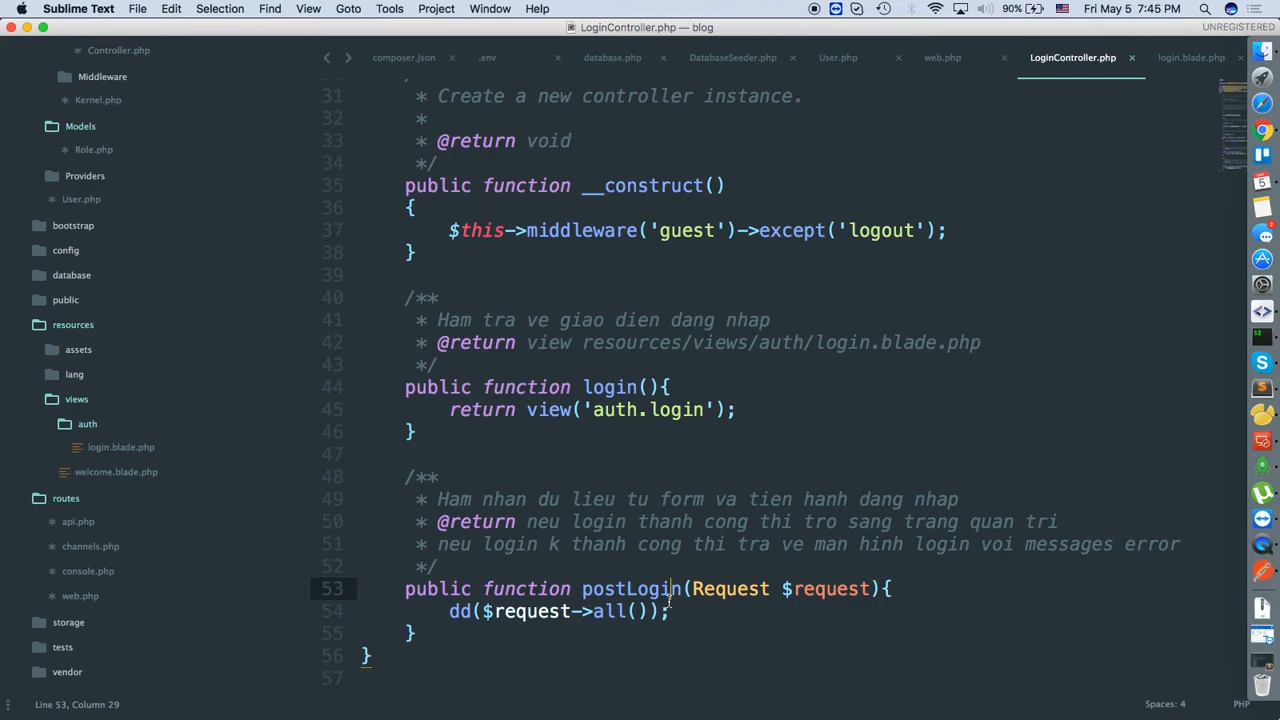 Sublime Text File Edit Selection Find View Goto Tools Project Window Help 90% Fri May 5 7:45 PM
LoginController.php — blog UNREGISTERED
composer.json .env database.php DatabaseSeeder.php User.php web.php LoginController.php login.blade.php
Controller.php
Middleware
Kernel.php
Models
Role.php
Providers
User.php
bootstrap
config
database
public
resources
assets
lang
views
auth
login.blade.php
welcome.blade.php
routes
api.php
channels.php
console.php
web.php
storage
tests
vendor
31 * Create a new controller instance.
32 *
33 * @return void
34 */
35 public function __construct()
36 {
37 $this->middleware('guest')->except('logout');
38 }
39
40 /**
41 * Ham tra ve giao dien dang nhap
42 * @return view resources/views/auth/login.blade.php
43 */
44 public function login(){
45 return view('auth.login');
46 }
47
48 /**
49 * Ham nhan du lieu tu form va tien hanh dang nhap
50 * @return neu login thanh cong thi tro sang trang quan tri
51 * neu login k thanh cong thi tra ve man hinh login voi messages error
52 */
53 public function postLogin(Request $request){
54 dd($request->all());
55 }
56 }
57
Line 53, Column 29 Spaces: 4 PHP